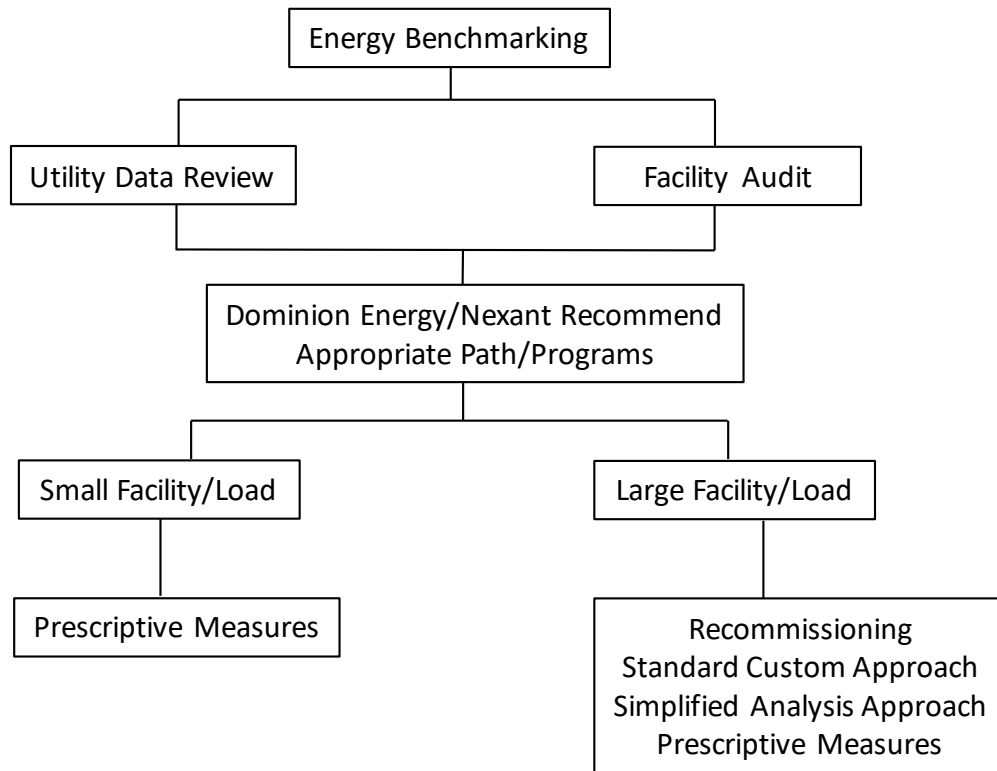 Energy Benchmarking
Utility Data Review
Facility Audit
Dominion Energy/Nexant Recommend
Appropriate Path/Programs
Small Facility/Load
Large Facility/Load
Prescriptive Measures
Recommissioning
Standard Custom Approach
Simplified Analysis Approach
Prescriptive Measures